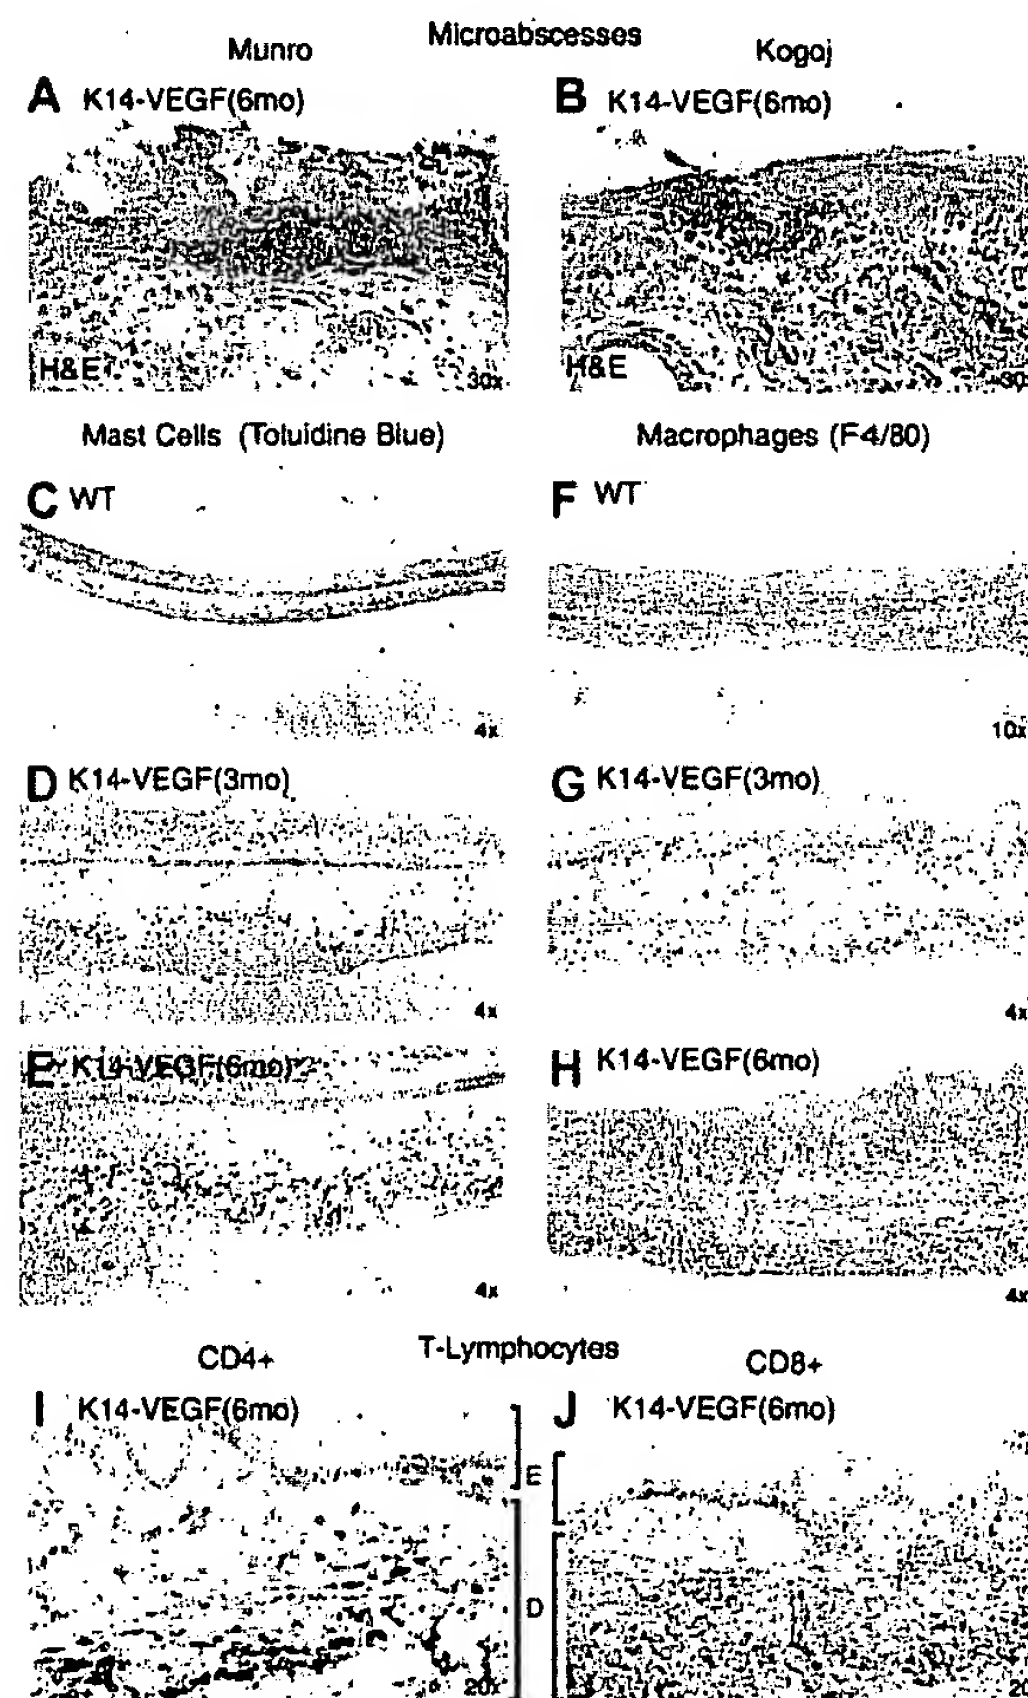 Microabscesses
Munro
Kogoj
A K14-VEGF(6mo)
B K14-VEGF(6mo)
H&E
30x
H&E
30
Mast Cells (Toluidine Blue)
Macrophages (F4/80)
C WT
F WT
4x
10x
D K14-VEGF(3mo)
G K14-VEGF(3mo)
4x
4x
E K14-VEGF(6mo)
H K14-VEGF(6mo)
4x
4x
T-Lymphocytes
CD4+
CD8+
I K14-VEGF(6mo)
J K14-VEGF(6mo)
E
D
20x
20